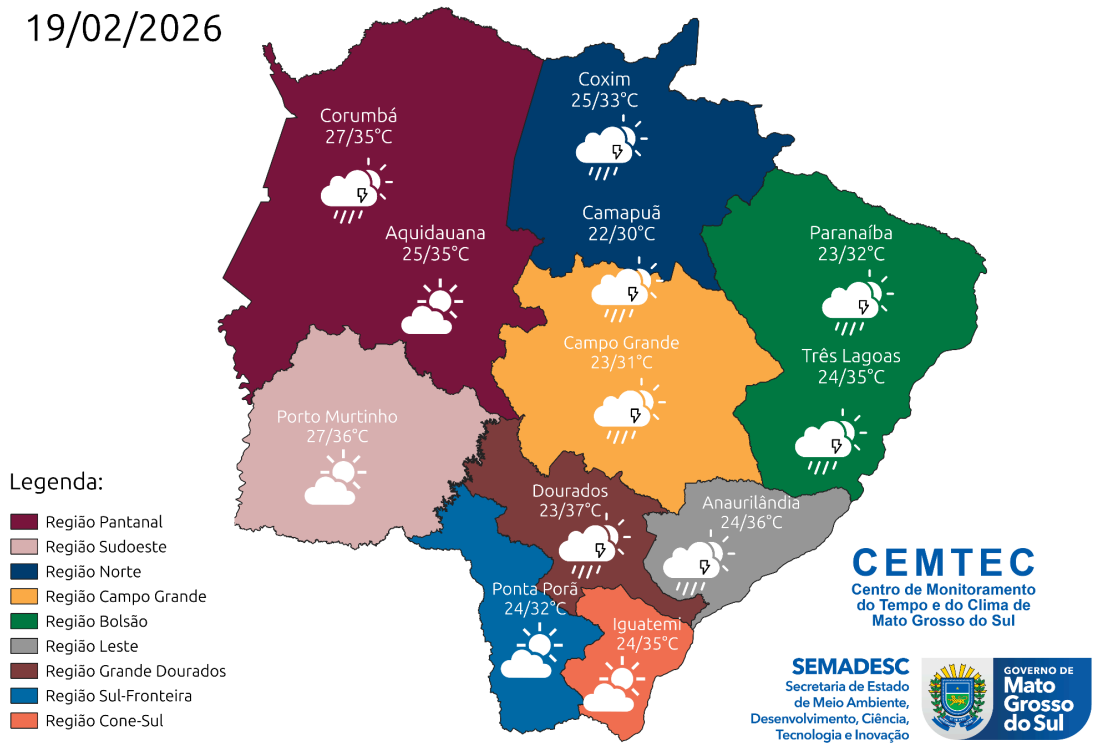 19/02/2026
Coxim
25/33°C
Corumbá
27/35°C
Camapuã
22/30°C
Aquidauana
25/35°C
Paranaíba
23/32°C
Campo Grande
23/31°C
Três Lagoas
24/35°C
Porto Murtinho
27/36°C
Dourados
23/37°C
Anaurilândia
24/36°C
Ponta Porã
24/32°C
Iguatemi
24/35°C
Legenda:
Região Pantanal
Região Sudoeste
Região Norte
Região Campo Grande
Região Bolsão
Região Leste
Região Grande Dourados
Região Sul-Fronteira
Região Cone-Sul
CEMTEC
Centro de Monitoramento
do Tempo e do Clima de
Mato Grosso do Sul
SEMADESC
Secretaria de Estado
de Meio Ambiente,
Desenvolvimento, Ciência,
Tecnologia e Inovação
GOVERNO DE
Mato
Grosso
do Sul